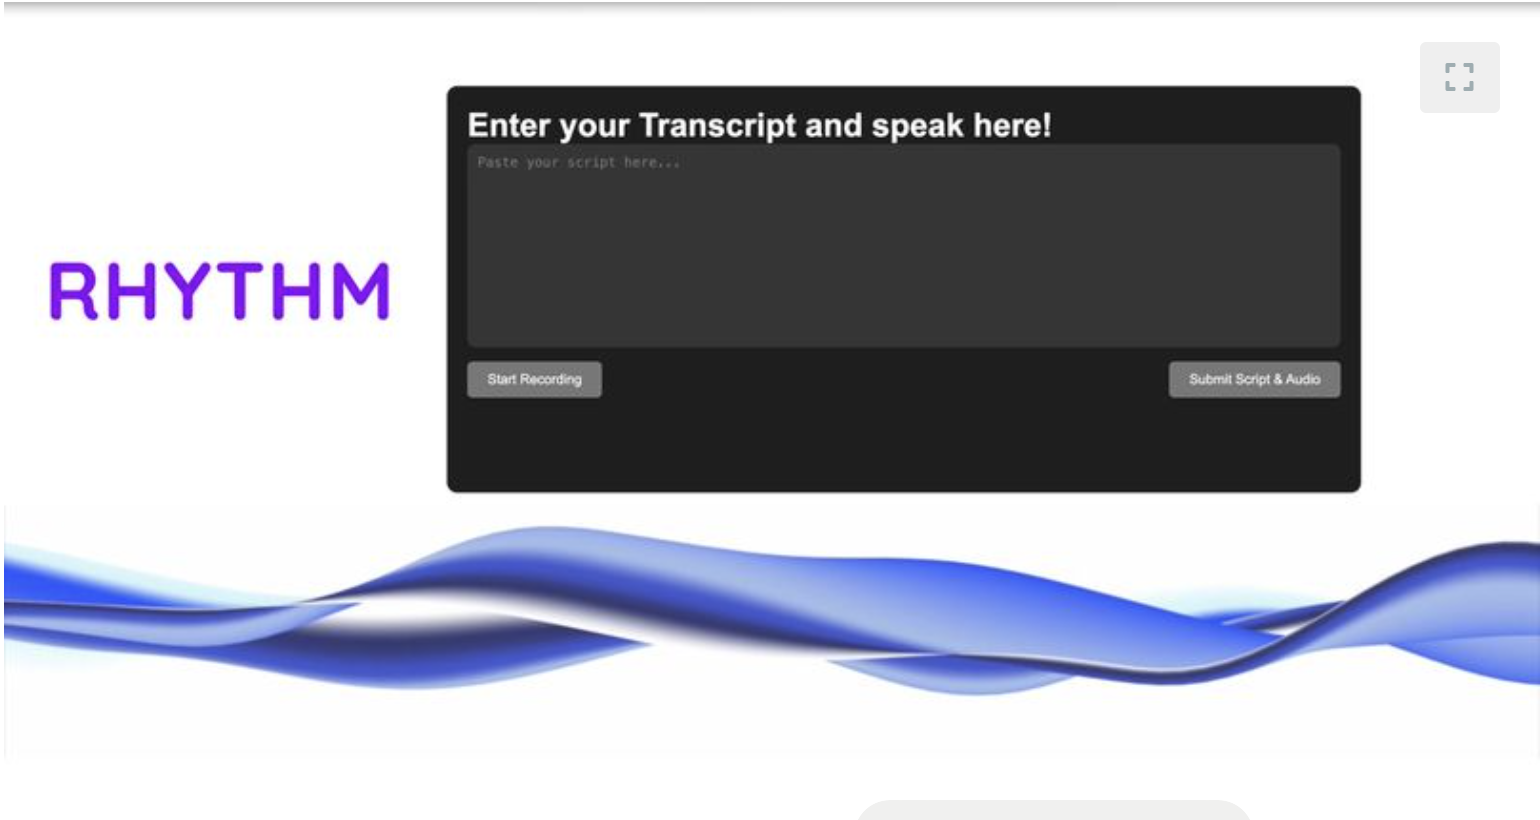 Enter your Transcript and speak here!
Paste your script here...
RHYTHM
Start Recording
Submit Script & Audio